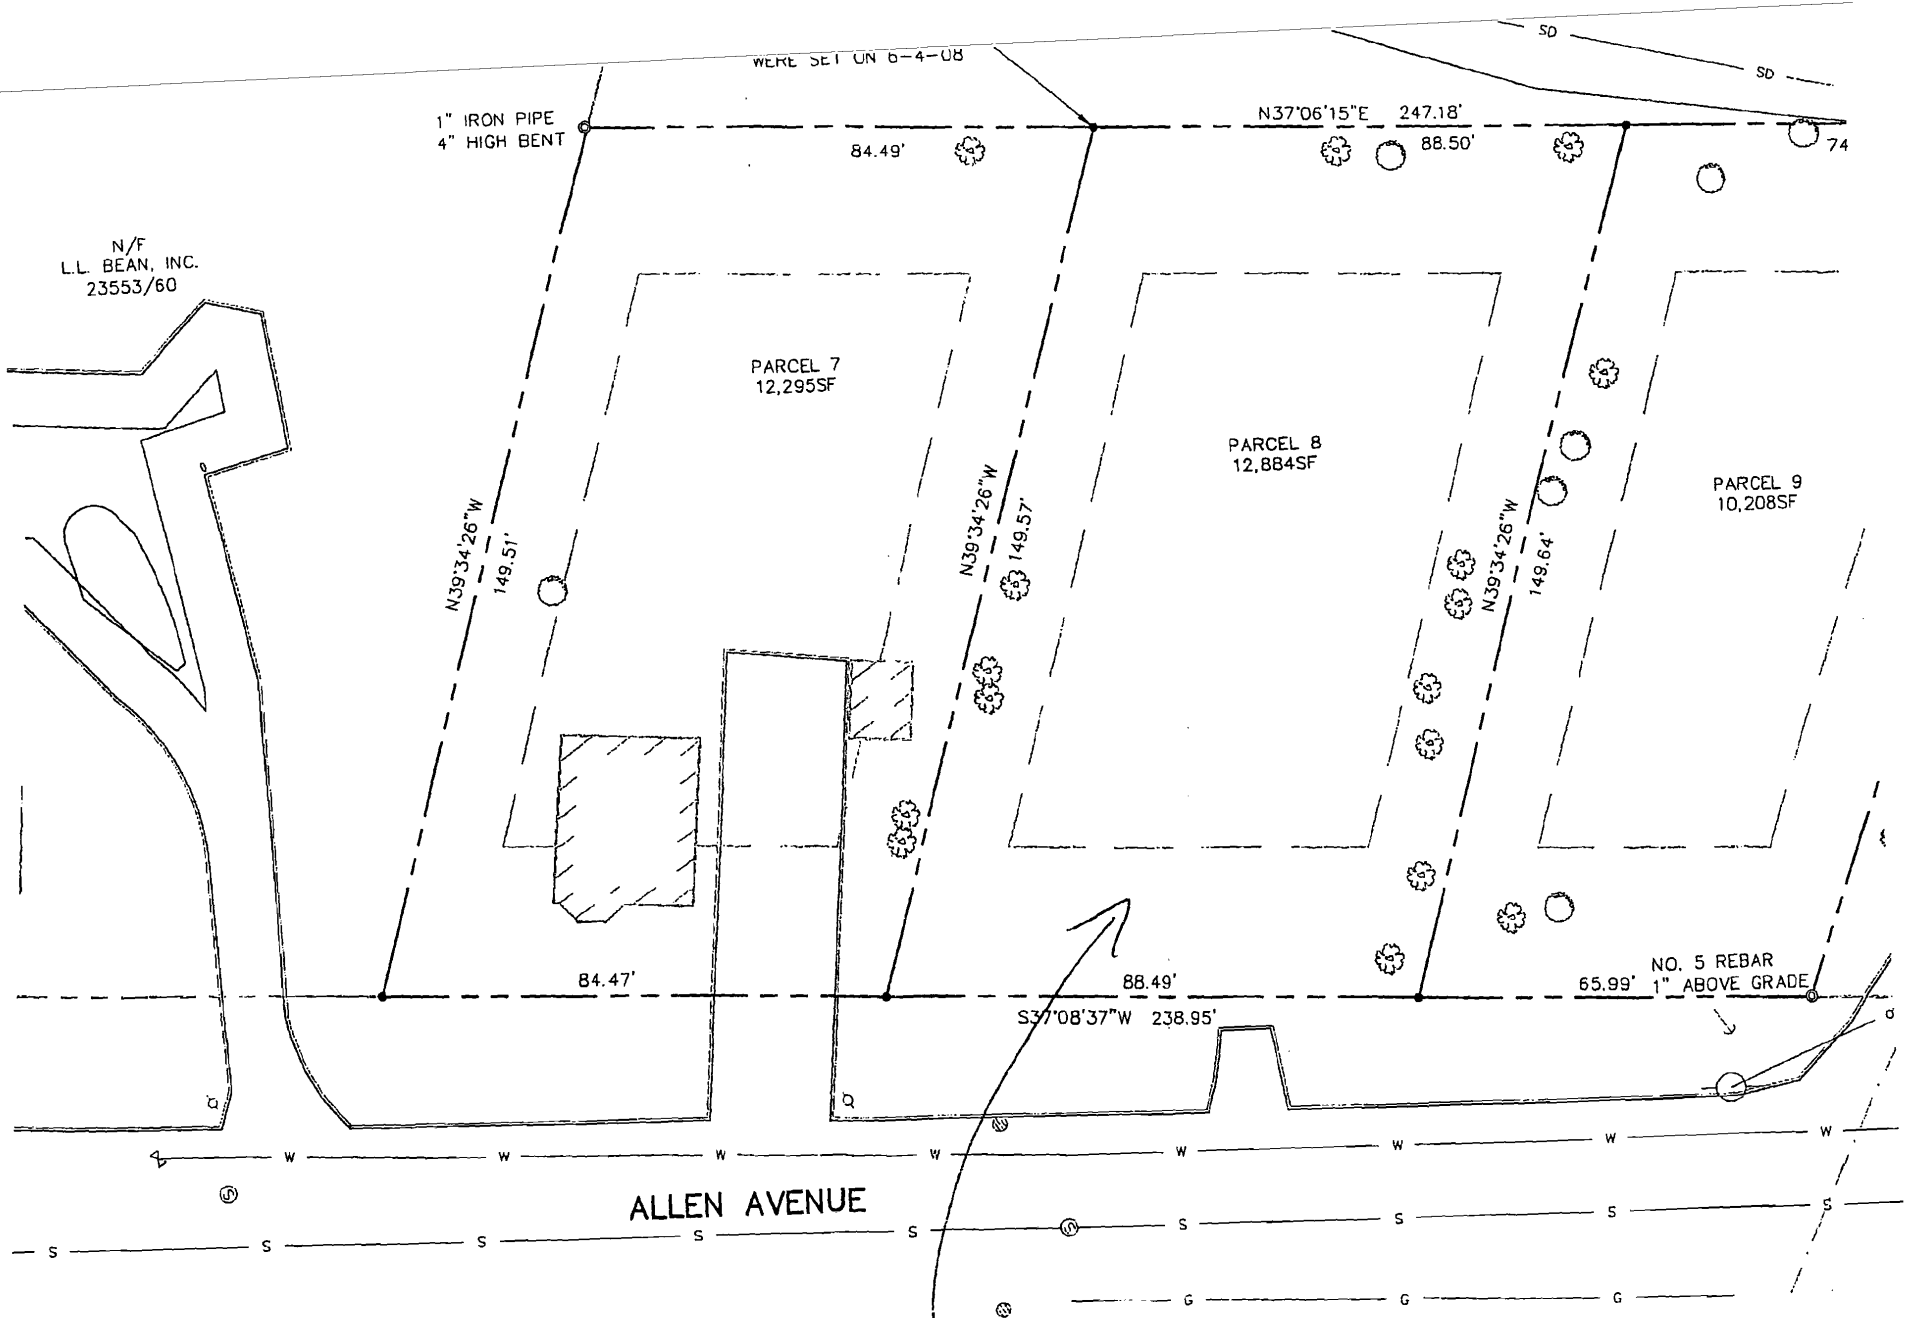 WERE SET ON 6-4-08
SD
SD
1" IRON PIPE
4" HIGH BENT
N37°06'15"E 247.18'
84.49'
88.50'
74
N/F
L.L. BEAN, INC.
23553/60
PARCEL 7
12,295SF
PARCEL 8
12,884SF
PARCEL 9
10,208SF
N39°34'26"W
149.51'
N39°34'26"W
149.57'
N39°34'26"W
149.64'
84.47'
88.49'
65.99'
NO. 5 REBAR
1" ABOVE GRADE
S37°08'37"W 238.95'
W W W W W W W W
ALLEN AVENUE
S
S S S S S S S S S
S
G G G